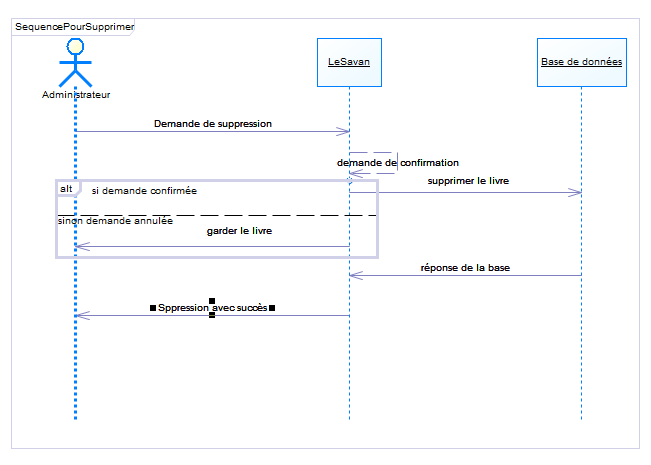 SequencePourSupprimer
LeSavan
Base de données
Administrateur
Demande de suppression
demande de confirmation
supprimer le livre
alt
si demande confirmée
sinon demande annulée
garder le livre
réponse de la base
Sppression avec succès